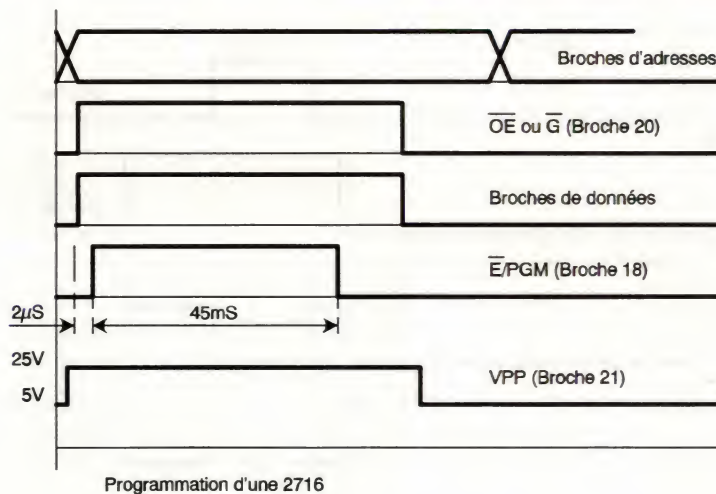 Broches d'adresses
O̅E̅ ou G̅ (Broche 20)
Broches de données
E̅/PGM (Broche 18)
2µS
45mS
25V
VPP (Broche 21)
5V
Programmation d'une 2716